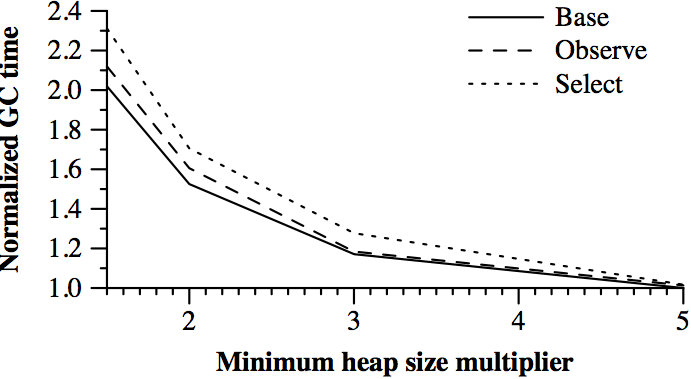 2.4
2.2
2.0
1.8
1.6
1.4
1.2
1.0
Normalized GC time
Base
Observe
Select
2 3 4 5
Minimum heap size multiplier